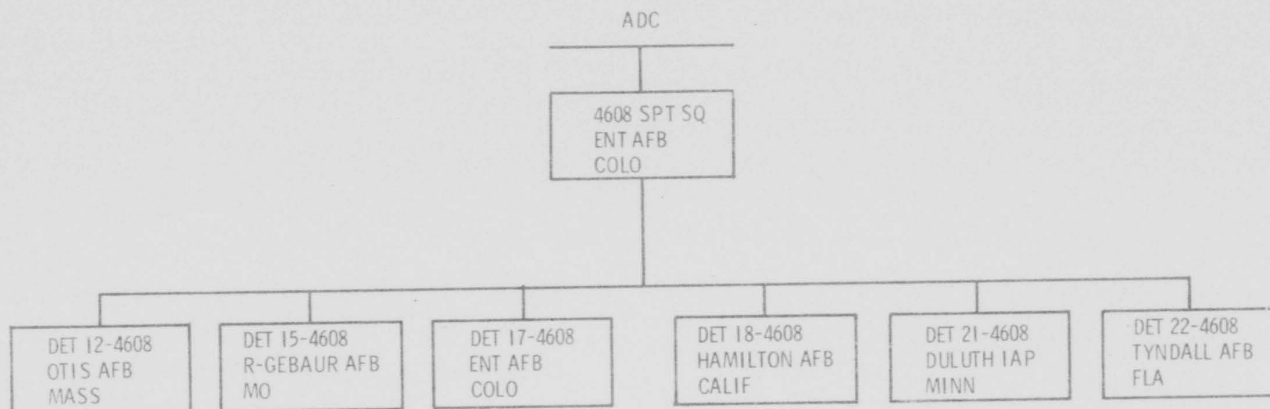 ADC
4608 SPT SQ
ENT AFB
COLO
DET 12-4608
OTIS AFB
MASS
DET 15-4608
R-GEBAUR AFB
MO
DET 17-4608
ENT AFB
COLO
DET 18-4608
HAMILTON AFB
CALIF
DET 21-4608
DULUTH IAP
MINN
DET 22-4608
TYNDALL AFB
FLA